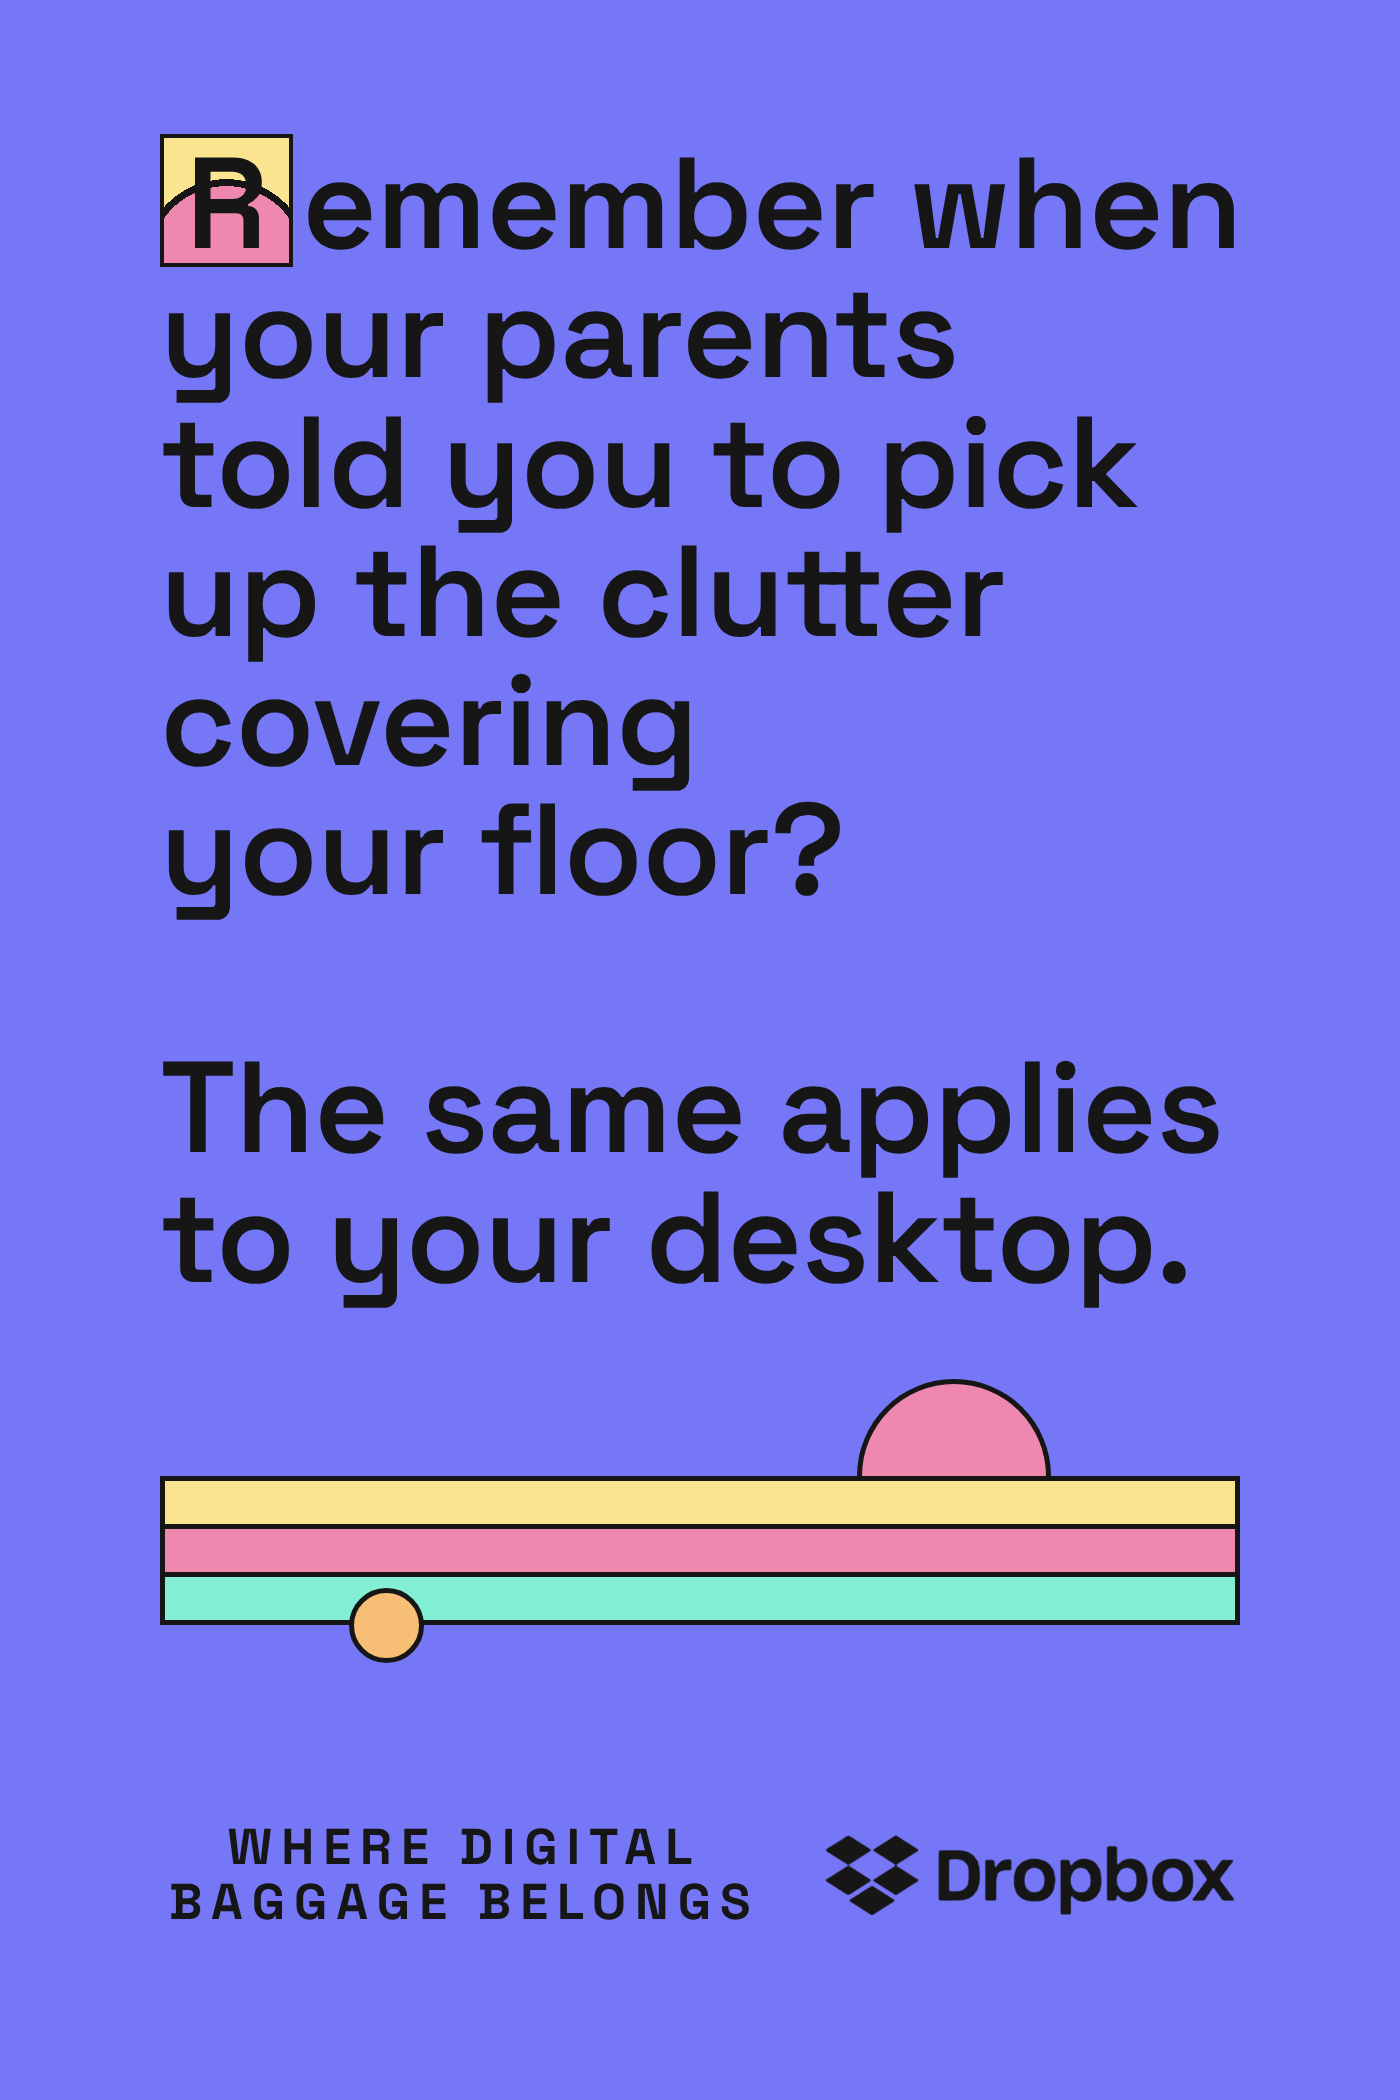 Remember when
your parents
told you to pick
up the clutter
covering
your floor?
The same applies
to your desktop.
WHERE DIGITAL
BAGGAGE BELONGS
Dropbox